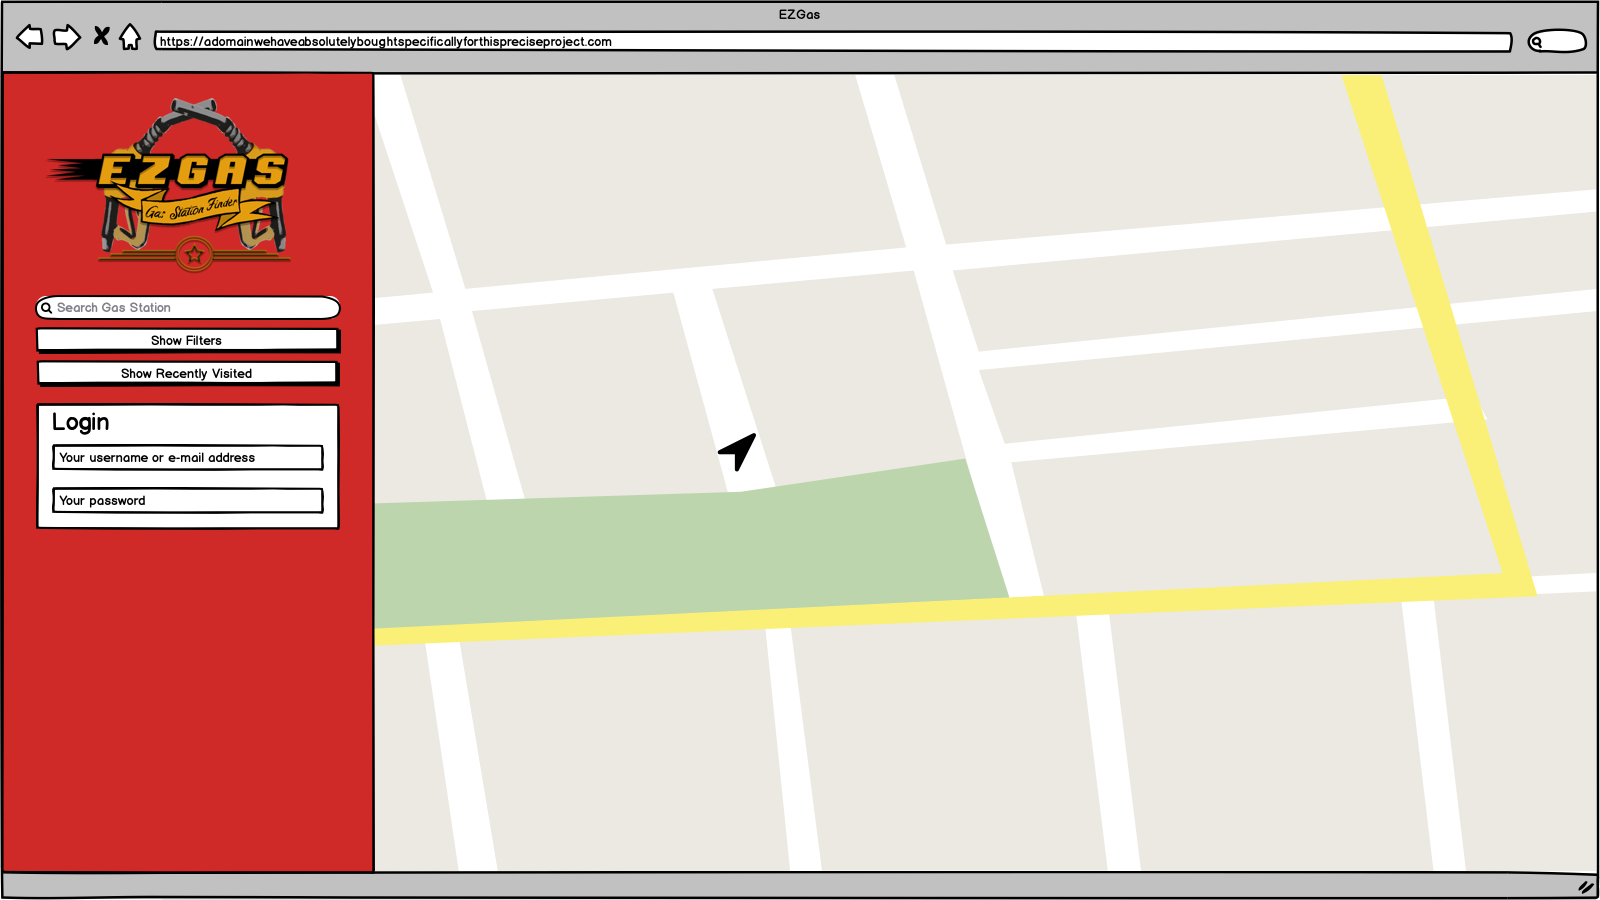 EZGas
https://adomainwehaveabsolutelyboughtspecificallyforthispreciseproject.com
EZGAS
Gas Station Finder
Search Gas Station
Show Filters
Show Recently Visited
Login
Your username or e-mail address
Your password